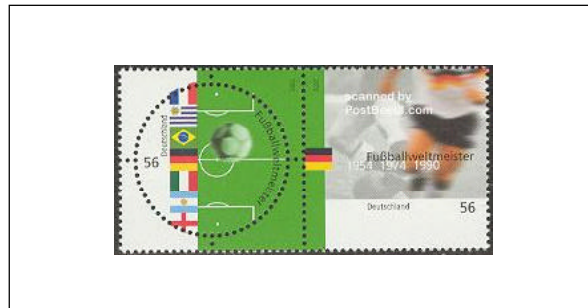 56
Deutschland
Fußballweltmeister
scanned by
PostBeeld.com
Fußballweltmeister
1954 1974 1990
Deutschland
56